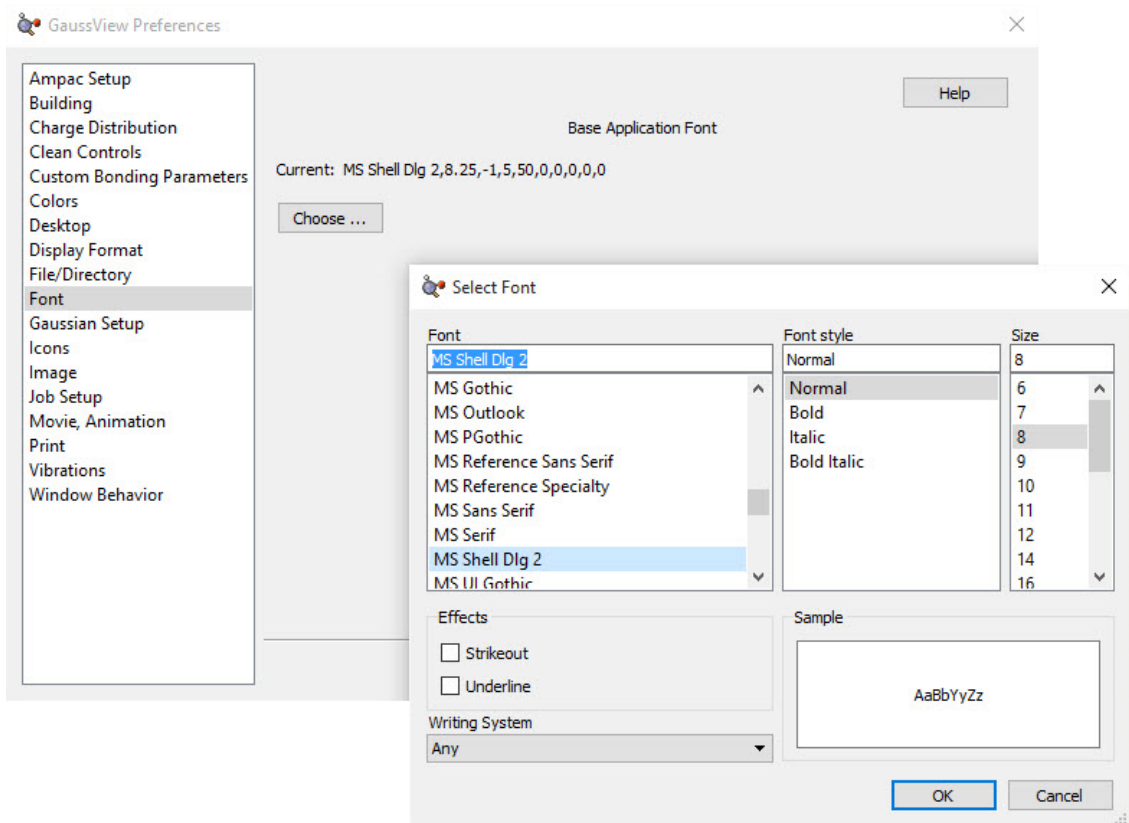 GaussView Preferences
Ampac Setup
Building
Charge Distribution
Clean Controls
Custom Bonding Parameters
Colors
Desktop
Display Format
File/Directory
Font
Gaussian Setup
Icons
Image
Job Setup
Movie, Animation
Print
Vibrations
Window Behavior
Help
Base Application Font
Current: MS Shell Dlg 2,8.25,-1,5,50,0,0,0,0,0
Choose ...
Select Font
Font
MS Shell Dlg 2
MS Gothic
MS Outlook
MS PGothic
MS Reference Sans Serif
MS Reference Specialty
MS Sans Serif
MS Serif
MS Shell Dlg 2
MS UI Gothic
Font style
Normal
Normal
Bold
Italic
Bold Italic
Size
8
6
7
8
9
10
11
12
14
16
Effects
Strikeout
Underline
Writing System
Any
Sample
AaBbYyZz
OK
Cancel